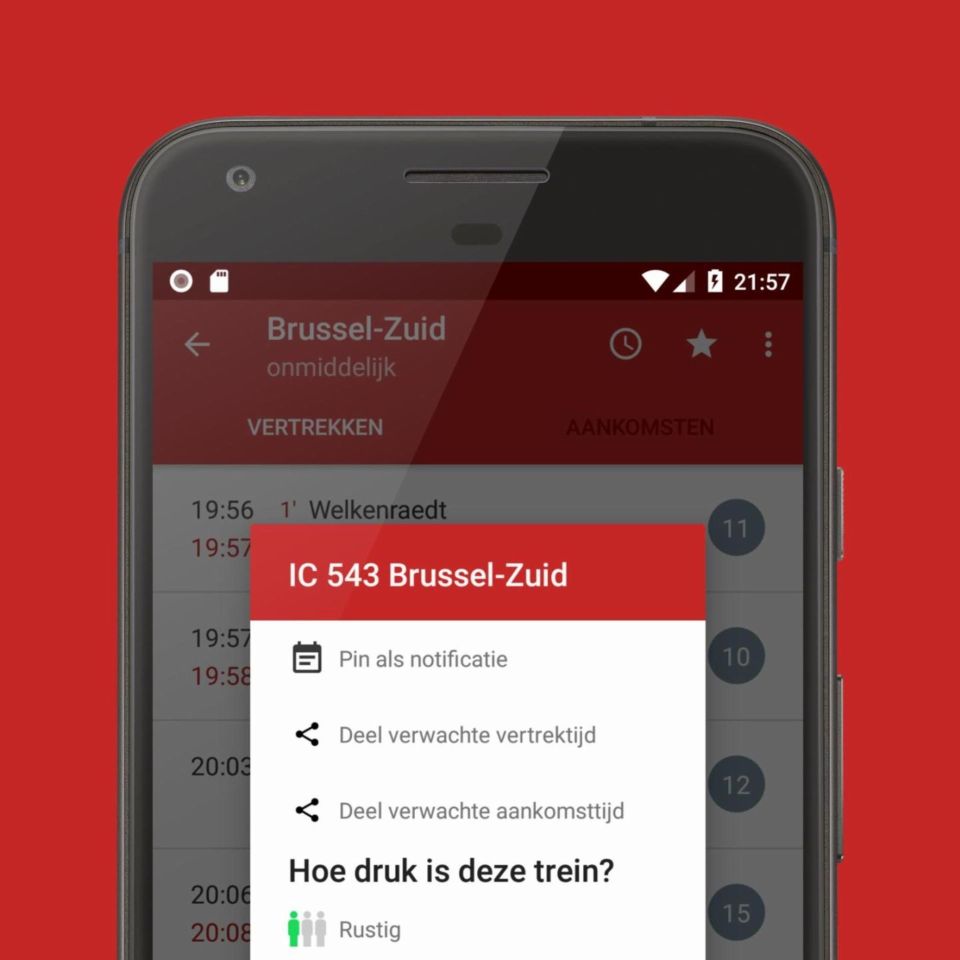 21:57
Brussel-Zuid
onmiddelijk
VERTREKKEN AANKOMSTEN
19:56 1' Welkenraedt 11
19:57
IC 543 Brussel-Zuid
19:57 10
19:58
Pin als notificatie
Deel verwachte vertrektijd
20:03 12
Deel verwachte aankomsttijd
Hoe druk is deze trein?
20:06 15
20:08
Rustig